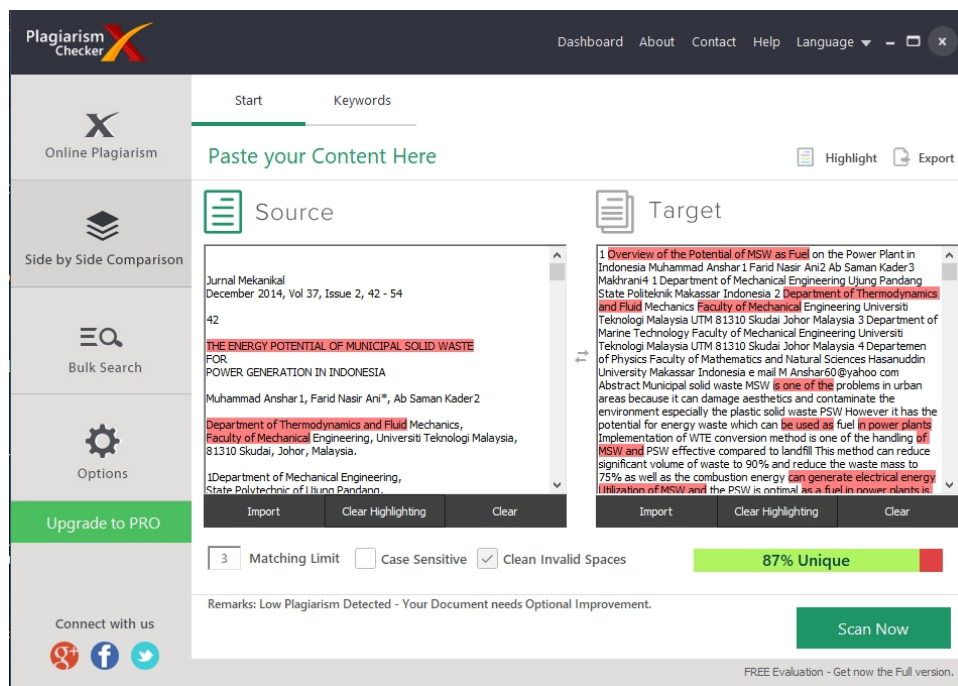 Plagiarism
Checker
Dashboard About Contact Help Language
Start Keywords
Online Plagiarism
Paste your Content Here
Highlight Export
Side by Side Comparison
Source
Target
Jurnal Mekanikal
December 2014, Vol 37, Issue 2, 42 - 54
42
THE ENERGY POTENTIAL OF MUNICIPAL SOLID WASTE
FOR
POWER GENERATION IN INDONESIA
Muhammad Anshar1, Farid Nasir Ani*, Ab Saman Kader2
Department of Thermodynamics and Fluid Mechanics,
Faculty of Mechanical Engineering, Universiti Teknologi Malaysia,
81310 Skudai, Johor, Malaysia.
1Department of Mechanical Engineering,
State Polytechnic of Ujung Pandang,
1 Overview of the Potential of MSW as Fuel on the Power Plant in
Indonesia Muhammad Anshar1 Farid Nasir Ani2 Ab Saman Kader3
Makhrani4 1 Department of Mechanical Engineering Ujung Pandang
State Politeknik Makassar Indonesia 2 Department of Thermodynamics
and Fluid Mechanics Faculty of Mechanical Engineering Universiti
Teknologi Malaysia UTM 81310 Skudai Johor Malaysia 3 Department of
Marine Technology Faculty of Mechanical Engineering Universiti
Teknologi Malaysia UTM 81310 Skudai Johor Malaysia 4 Departemen
of Physics Faculty of Mathematics and Natural Sciences Hasanuddin
University Makassar Indonesia e mail M Anshar60@yahoo com
Abstract Municipal solid waste MSW is one of the problems in urban
areas because it can damage aesthetics and contaminate the
environment especially the plastic solid waste PSW However it has the
potential for energy waste which can be used as fuel in power plants
Implementation of WTE conversion method is one of the handling of
MSW and PSW effective compared to landfill This method can reduce
significant volume of waste to 90% and reduce the waste mass to
75% as well as the combustion energy can generate electrical energy
Utilization of MSW and the PSW is optimal as a fuel in power plants is
Bulk Search
Options
Import Clear Highlighting Clear
Import Clear Highlighting Clear
Upgrade to PRO
3 Matching Limit Case Sensitive Clean Invalid Spaces
87% Unique
Remarks: Low Plagiarism Detected - Your Document needs Optional Improvement.
Scan Now
Connect with us
FREE Evaluation - Get now the Full version.